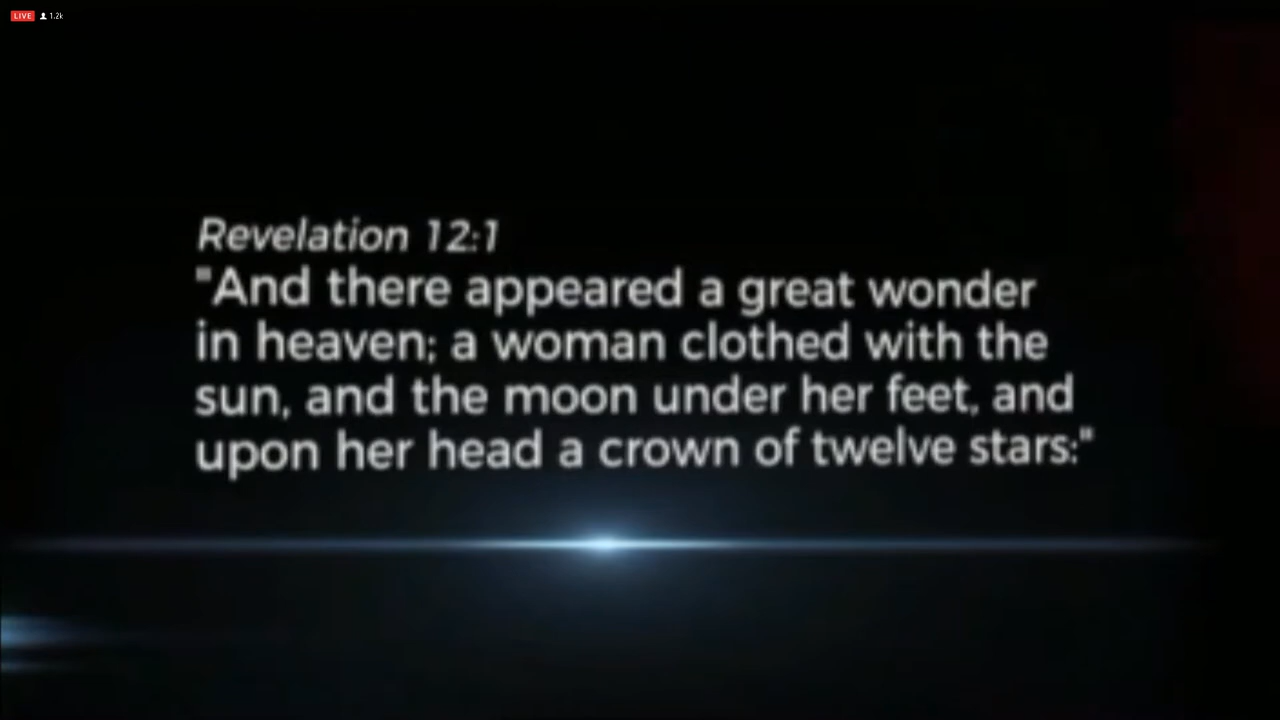 LIVE 1.2k
Revelation 12:1
"And there appeared a great wonder
in heaven; a woman clothed with the
sun, and the moon under her feet, and
upon her head a crown of twelve stars:"